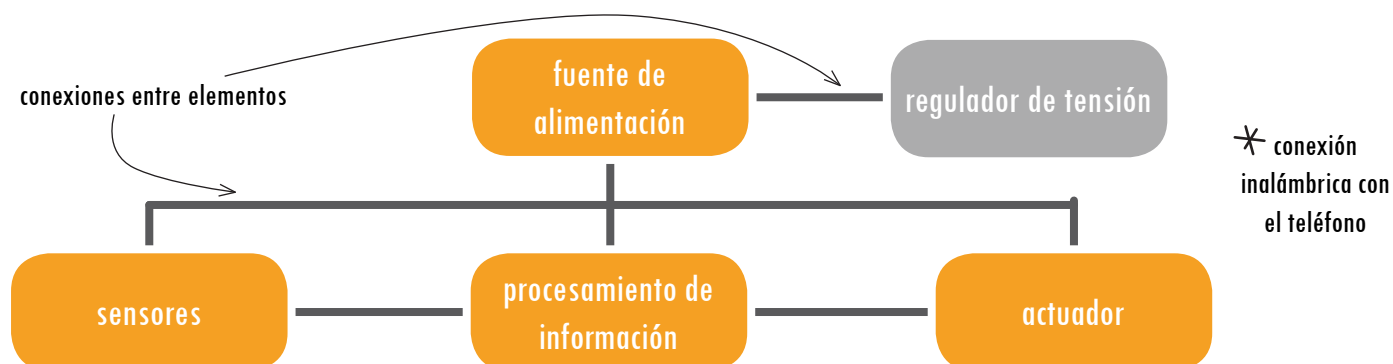 conexiones entre elementos
fuente de
alimentación
regulador de tensión
conexión
inalámbrica con
el teléfono
sensores
procesamiento de
información
actuador